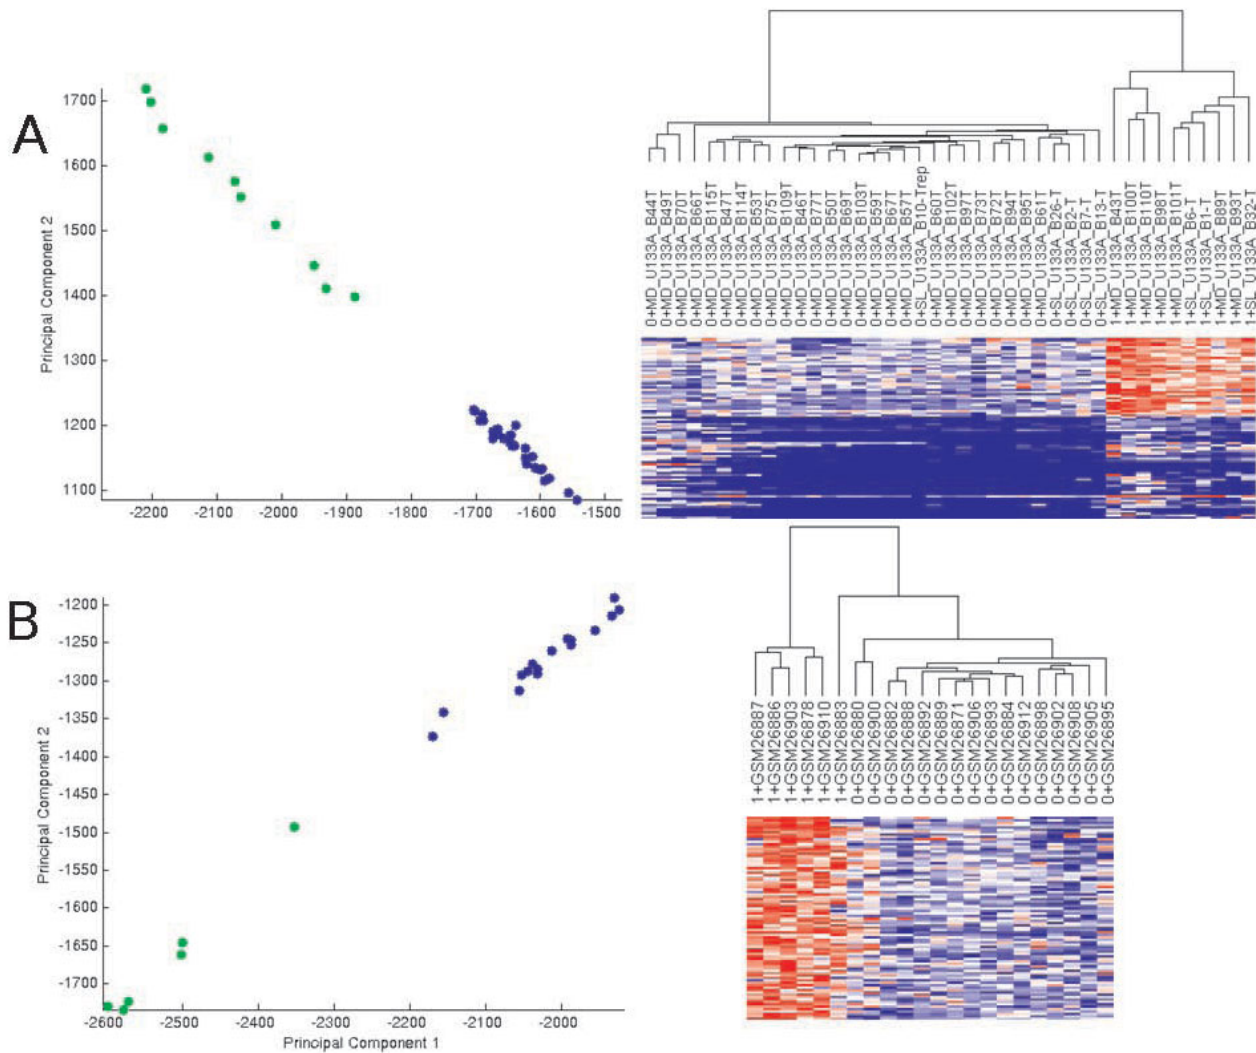 A
Principal Component 2
1700
1600
1500
1400
1300
1200
1100
-2200
-2100
-2000
-1900
-1700
-1600
-1500
0+MD_U133A_B44T
0+MD_U133A_B49T
0+MD_U133A_B70T
0+MD_U133A_B66T
0+MD_U133A_B115T
0+MD_U133A_B47T
0+MD_U133A_B114T
0+MD_U133A_B53T
0+MD_U133A_B75T
0+MD_U133A_B109T
0+MD_U133A_B46T
0+MD_U133A_B77T
0+MD_U133A_B50T
0+MD_U133A_B69T
0+MD_U133A_B103T
0+MD_U133A_B59T
0+MD_U133A_B67T
0+MD_U133A_B57T
0+SL_U133A_B10-Trep
0+MD_U133A_B60T
0+MD_U133A_B102T
0+MD_U133A_B97T
0+MD_U133A_B73T
0+MD_U133A_B72T
0+MD_U133A_B94T
0+MD_U133A_B95T
0+MD_U133A_B61T
0+SL_U133A_B26-T
0+SL_U133A_B2-T
0+SL_U133A_B7-T
0+SL_U133A_B13-T
1+MD_U133A_B43T
1+MD_U133A_B100T
1+MD_U133A_B110T
1+MD_U133A_B98T
1+MD_U133A_B101T
1+SL_U133A_B6-T
1+SL_U133A_B1-T
1+MD_U133A_B89T
1+MD_U133A_B93T
1+SL_U133A_B32-T
B
Principal Component 2
-1200
-1250
-1300
-1350
-1400
-1450
-1500
-1550
-1600
-1650
-1700
-2600
-2500
-2400
-2300
-2200
-2100
-2000
Principal Component 1
1+GSM26887
1+GSM26886
1+GSM26903
1+GSM26878
1+GSM26910
1+GSM26883
0+GSM26880
0+GSM26900
0+GSM26882
0+GSM26888
0+GSM26892
0+GSM26889
0+GSM26871
0+GSM26906
0+GSM26893
0+GSM26884
0+GSM26912
0+GSM26898
0+GSM26902
0+GSM26908
0+GSM26905
0+GSM26895